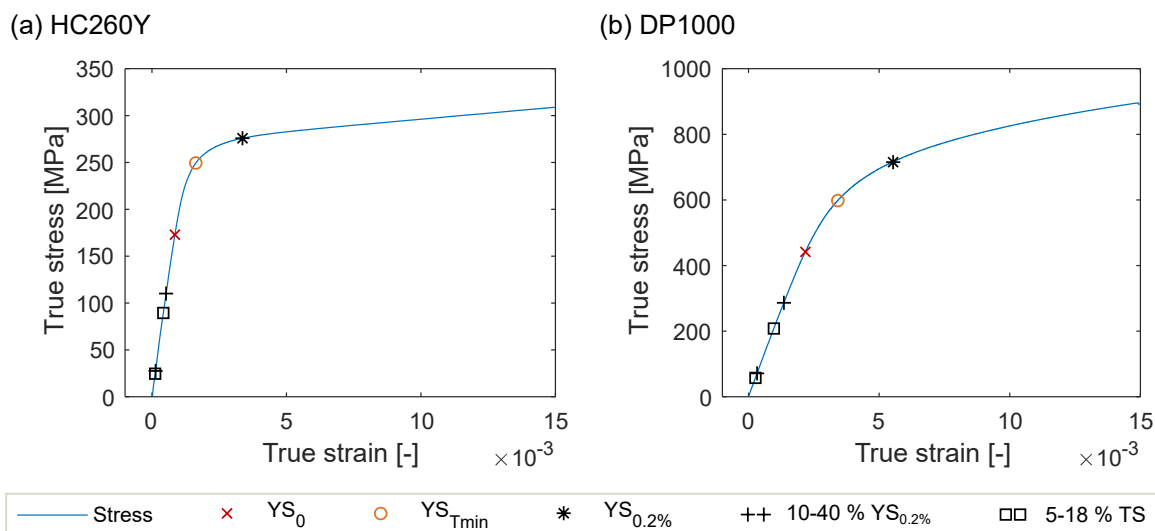 (a) HC260Y
350
300
250
200
150
100
50
0
True stress [MPa]
0 5 10 15
True strain [-] ×10⁻³
(b) DP1000
1000
800
600
400
200
0
True stress [MPa]
0 5 10 15
True strain [-] ×10⁻³
Stress YS₀ YS_Tmin YS₀.₂% 10-40 % YS₀.₂% 5-18 % TS